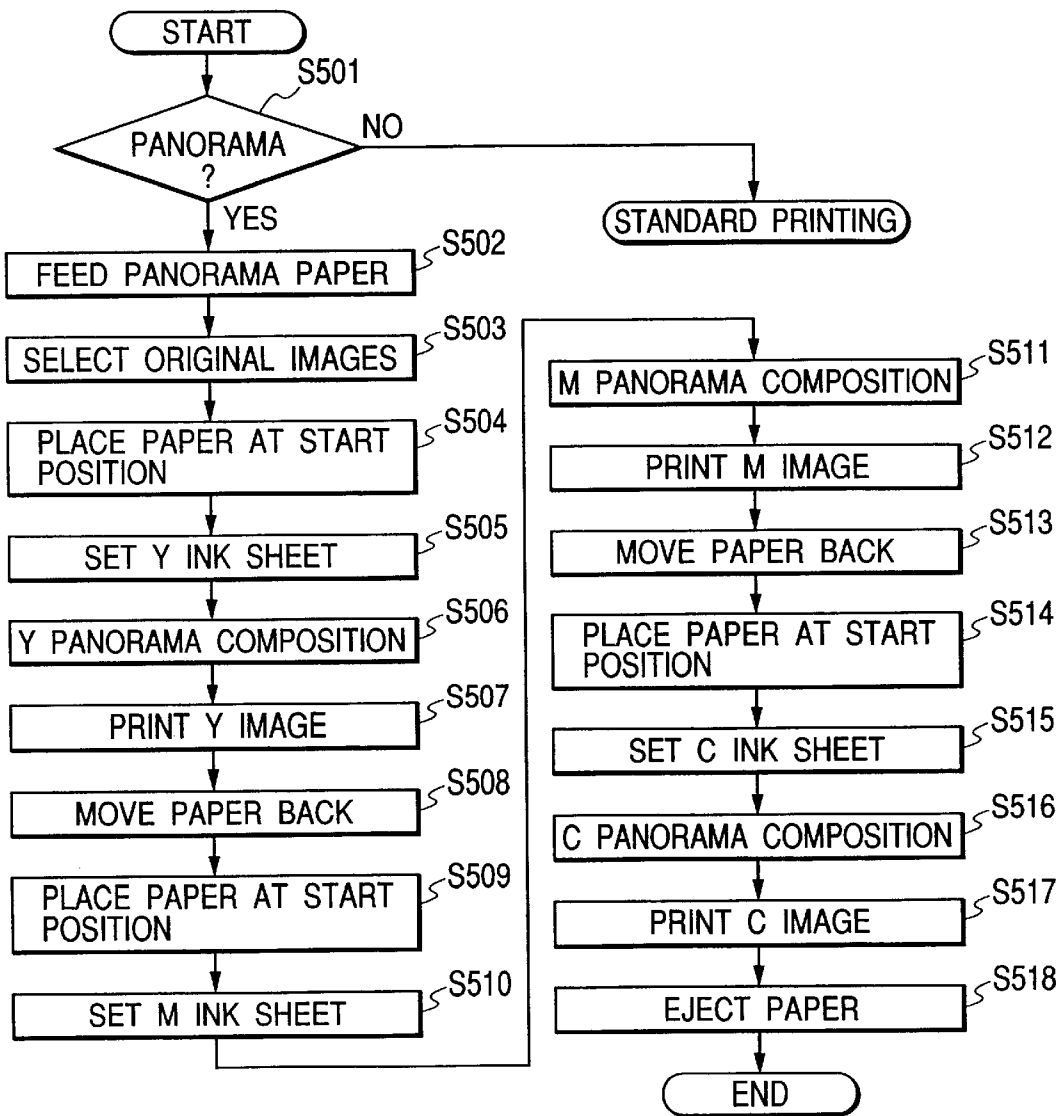 START
S501
PANORAMA
?
NO
YES
STANDARD PRINTING
S502
FEED PANORAMA PAPER
S503
SELECT ORIGINAL IMAGES
S504
PLACE PAPER AT START
POSITION
S505
SET Y INK SHEET
S506
Y PANORAMA COMPOSITION
S507
PRINT Y IMAGE
S508
MOVE PAPER BACK
S509
PLACE PAPER AT START
POSITION
S510
SET M INK SHEET
S511
M PANORAMA COMPOSITION
S512
PRINT M IMAGE
S513
MOVE PAPER BACK
S514
PLACE PAPER AT START
POSITION
S515
SET C INK SHEET
S516
C PANORAMA COMPOSITION
S517
PRINT C IMAGE
S518
EJECT PAPER
END